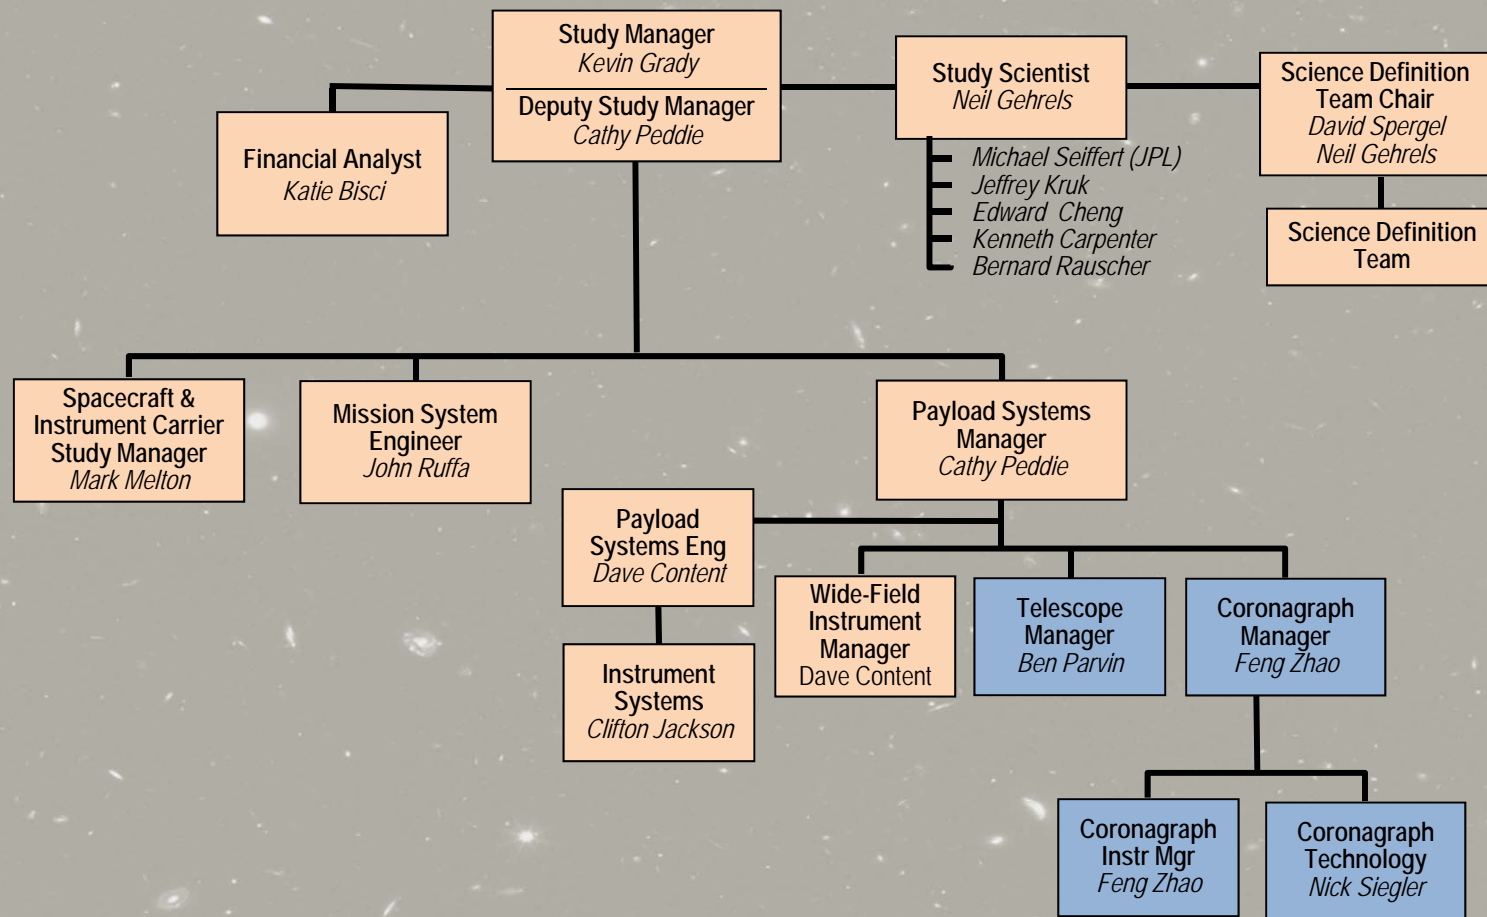 Study Manager
Kevin Grady
Deputy Study Manager
Cathy Peddie
Financial Analyst
Katie Bisci
Study Scientist
Neil Gehrels
Michael Seiffert (JPL)
Jeffrey Kruk
Edward Cheng
Kenneth Carpenter
Bernard Rauscher
Science Definition
Team Chair
David Spergel
Neil Gehrels
Science Definition
Team
Spacecraft &
Instrument Carrier
Study Manager
Mark Melton
Mission System
Engineer
John Ruffa
Payload Systems
Manager
Cathy Peddie
Payload
Systems Eng
Dave Content
Instrument
Systems
Clifton Jackson
Wide-Field
Instrument
Manager
Dave Content
Telescope
Manager
Ben Parvin
Coronagraph
Manager
Feng Zhao
Coronagraph
Instr Mgr
Feng Zhao
Coronagraph
Technology
Nick Siegler